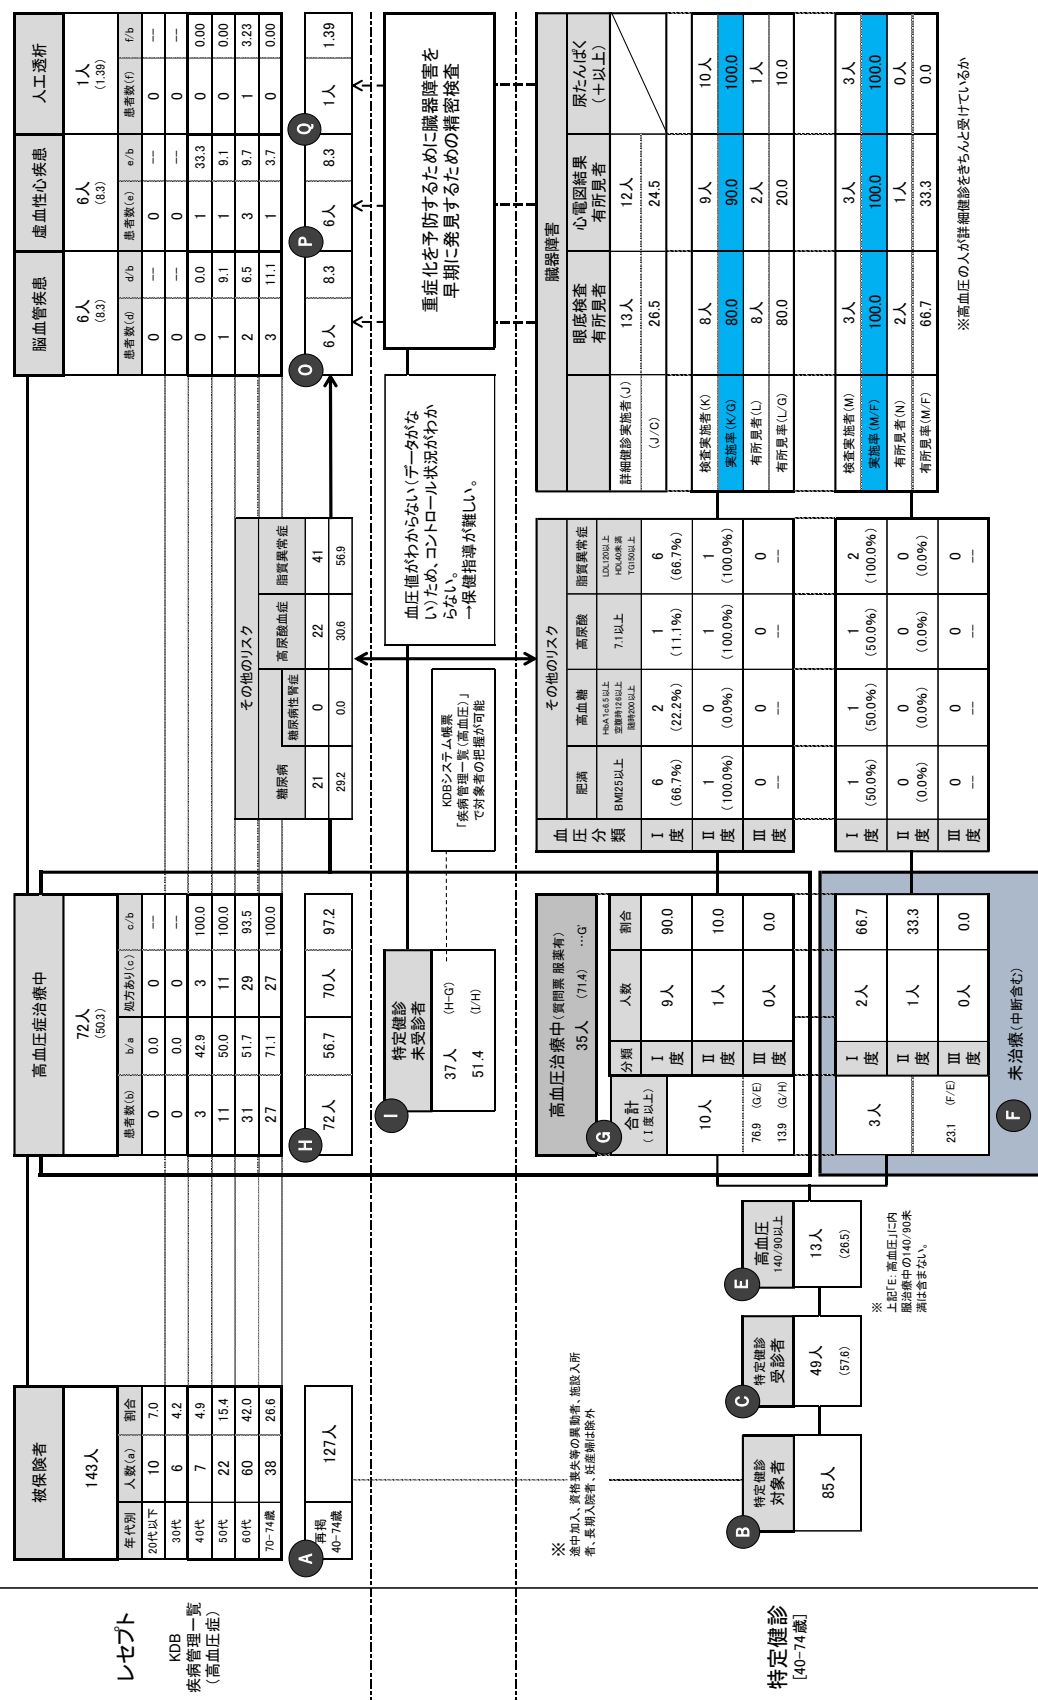 レセプト
KDB
疾病管理一覧
（高血圧症）
被保険者
143人
年代別 人数(a) 割合
20代以下 10 7.0
30代 6 4.2
40代 7 4.9
50代 22 15.4
60代 60 42.0
70-74歳 38 26.6
A
再掲
40-74歳
127人
高血圧症治療中
72人
(50.3)
患者数(b) b/a 処方あり(c) c/b
0 0.0 0 --
0 0.0 0 --
3 42.9 3 100.0
11 50.0 11 100.0
31 51.7 29 93.5
27 71.1 27 100.0
H
72人 56.7 70人 97.2
その他のリスク
糖尿病 糖尿病性腎症 高尿酸血症 脂質異常症
21 0 22 41
29.2 0.0 30.6 56.9
脳血管疾患 虚血性心疾患 人工透析
6人 6人 1人
(8.3) (8.3) (1.39)
患者数(d) d/b 患者数(e) e/b 患者数(f) f/b
0 -- 0 -- 0 --
0 -- 0 -- 0 --
0 0.0 1 33.3 0 0.00
1 9.1 1 9.1 0 0.00
2 6.5 3 9.7 1 3.23
3 11.1 1 3.7 0 0.00
O P Q
6人 8.3 6人 8.3 1人 1.39
I
特定健診
未受診者
37人 (H-G')
51.4 (I/H)
KDBシステム帳票
「疾病管理一覧（高血圧）」
で対象者の把握が可能
血圧値がわからない（データがな
い）ため、コントロール状況がわか
らない。
→保健指導が難しい。
重症化を予防するために臓器障害を
早期に発見するための精密検査
特定健診
[40-74歳]
※
途中加入、資格喪失等の異動者、施設入所
者、長期入院者、妊産婦は除外
B
特定健診
対象者
85人
C
特定健診
受診者
49人
(57.6)
E
高血圧
140/90以上
13人
(26.5)
※
上記「E：高血圧」に内
服治療中の140/90未
満は含まない。
高血圧治療中（質問票 服薬有）
35人 (71.4) …G'
G
合計
（Ⅰ度以上）
分類 人数 割合
10人
76.9 (G/E)
13.9 (G/H)
Ⅰ度 9人 90.0
Ⅱ度 1人 10.0
Ⅲ度 0人 0.0
3人
23.1 (F/E)
Ⅰ度 2人 66.7
Ⅱ度 1人 33.3
Ⅲ度 0人 0.0
F
未治療（中断含む）
血圧分類
その他のリスク
肥満 高血糖 高尿酸 脂質異常症
BMI25以上
HbA1c6.5以上
空腹時126以上
随時200以上
7.1以上
LDL120以上
HDL40未満
TG150以上
Ⅰ度 6 2 1 6
(66.7%) (22.2%) (11.1%) (66.7%)
Ⅱ度 1 0 1 1
(100.0%) (0.0%) (100.0%) (100.0%)
Ⅲ度 0 0 0 0
-- -- -- --
Ⅰ度 1 1 1 2
(50.0%) (50.0%) (50.0%) (100.0%)
Ⅱ度 0 0 0 0
(0.0%) (0.0%) (0.0%) (0.0%)
Ⅲ度 0 0 0 0
-- -- -- --
臓器障害
眼底検査
有所見者
心電図結果
有所見者
尿たんぱく
（＋以上）
詳細健診実施者(J) 13人 12人
(J/C) 26.5 24.5
検査実施者(K) 8人 9人 10人
実施率(K/G) 80.0 90.0 100.0
有所見者(L) 8人 2人 1人
有所見率(L/G) 80.0 20.0 10.0
検査実施者(M) 3人 3人 3人
実施率(M/F) 100.0 100.0 100.0
有所見者(N) 2人 1人 0人
有所見率(M/F) 66.7 33.3 0.0
※高血圧の人が詳細健診をきちんと受けているか